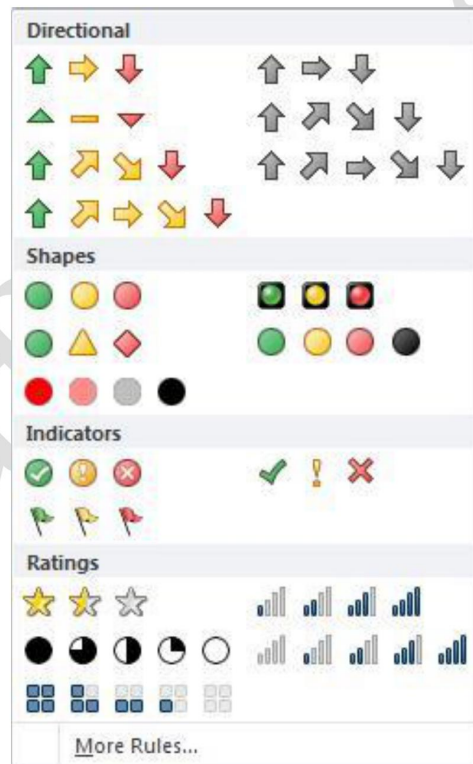 Directional
Shapes
Indicators
Ratings
More Rules...